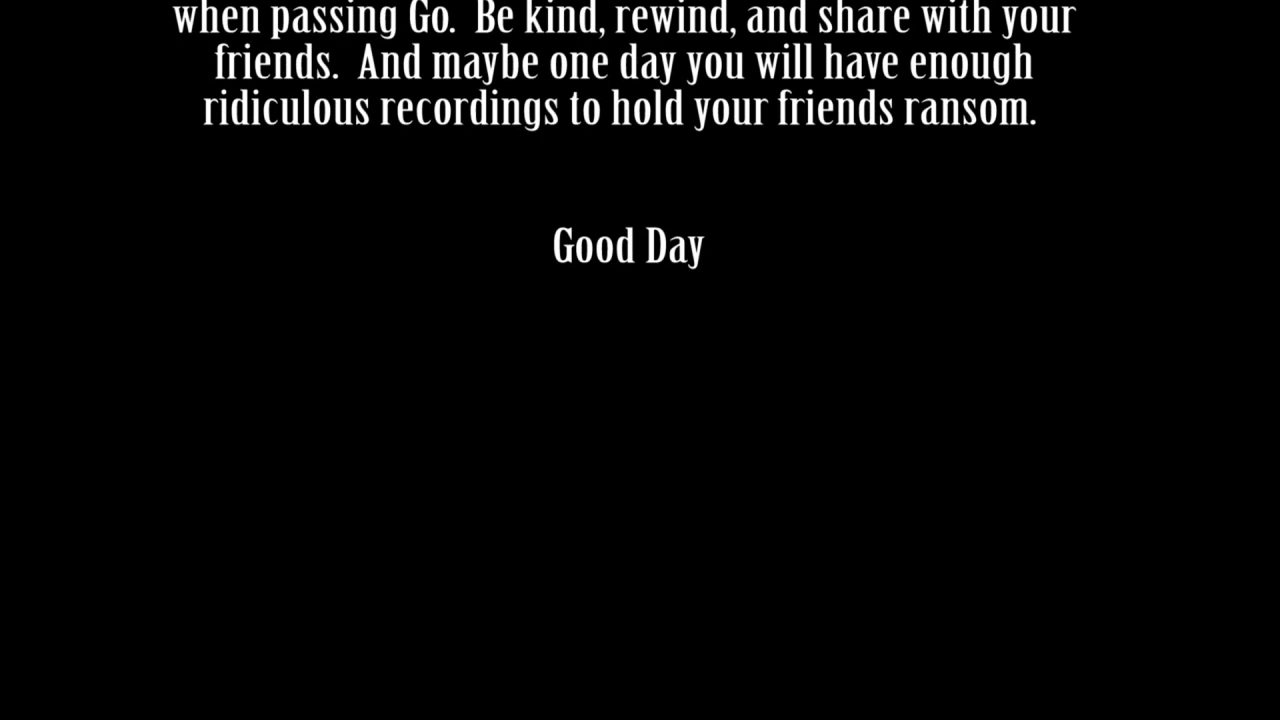 when passing Go.  Be kind, rewind, and share with your
friends.  And maybe one day you will have enough
ridiculous recordings to hold your friends ransom.
Good Day